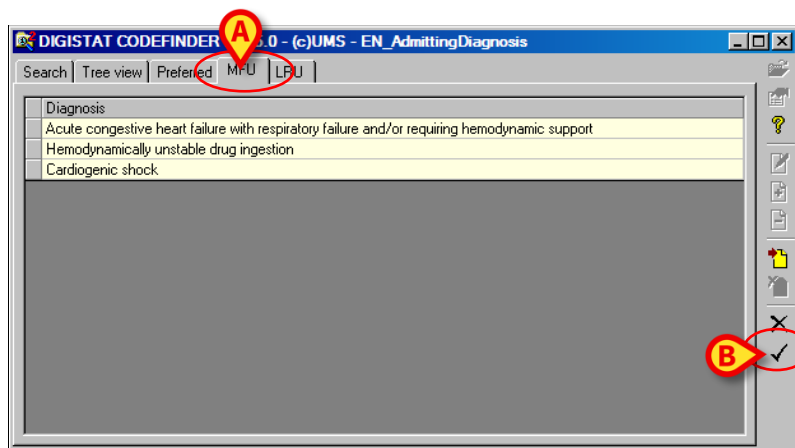 A
DIGISTAT CODEFINDER 5.0 - (c)UMS - EN_AdmittingDiagnosis
Search Tree view Preferred MFU LRU
Diagnosis
Acute congestive heart failure with respiratory failure and/or requiring hemodynamic support
Hemodynamically unstable drug ingestion
Cardiogenic shock
B